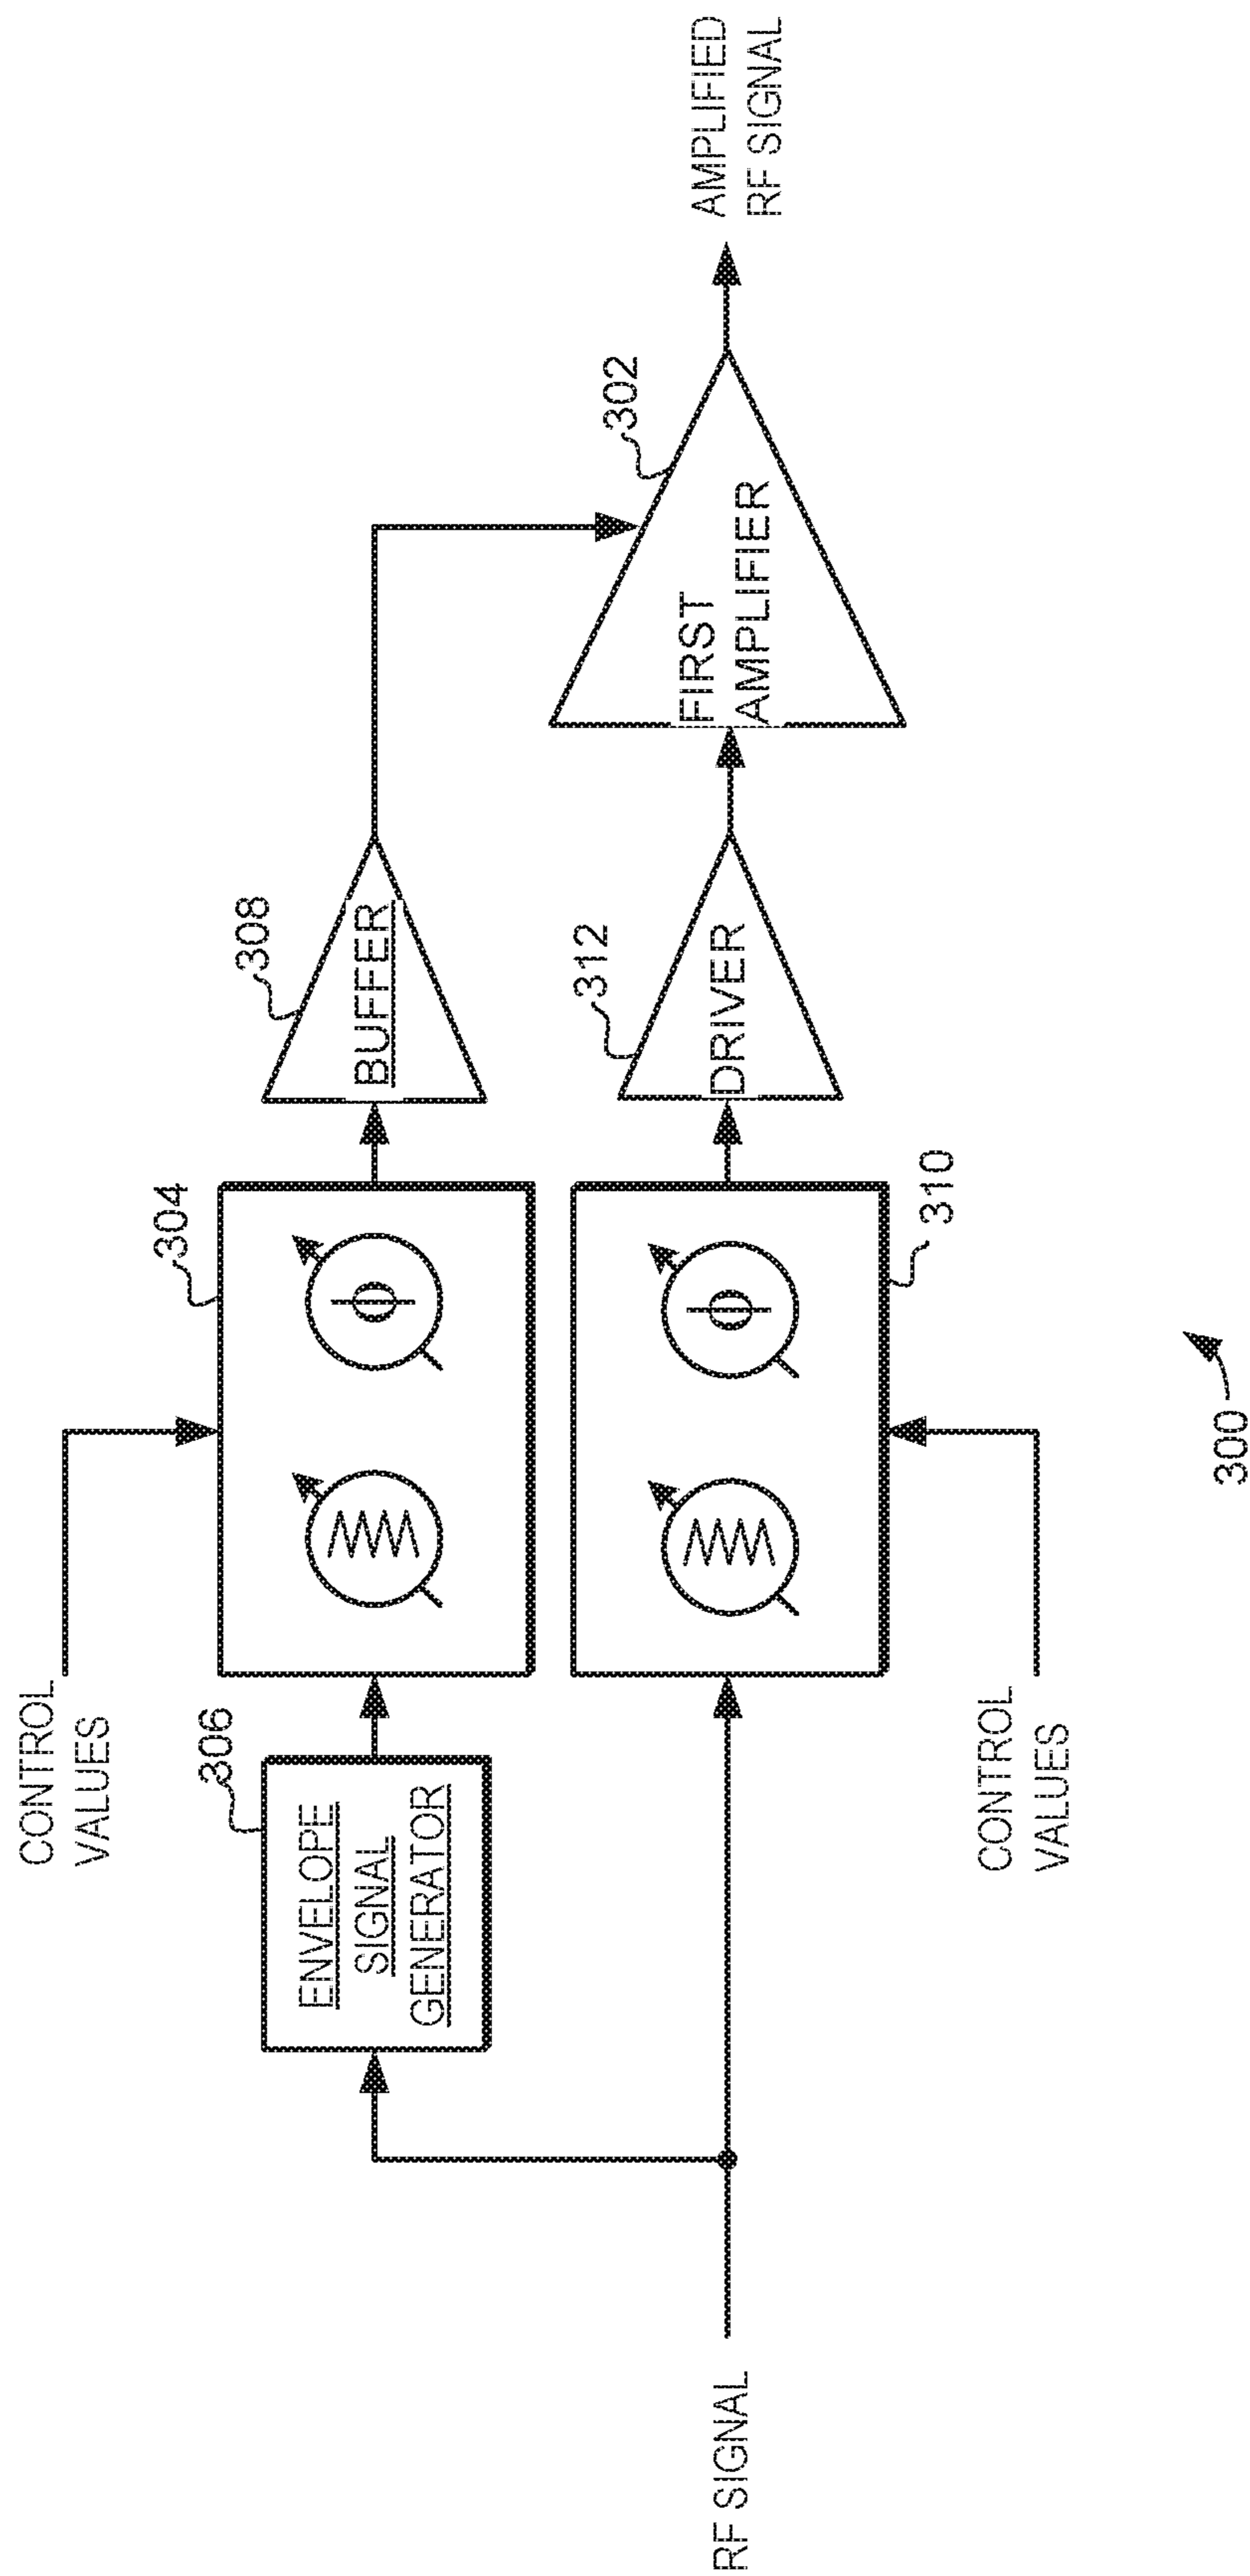 CONTROL
VALUES
304
308
306
ENVELOPE
SIGNAL
GENERATOR
BUFFER
302
312
RF SIGNAL
DRIVER
FIRST
AMPLIFIER
AMPLIFIED
RF SIGNAL
310
CONTROL
VALUES
300